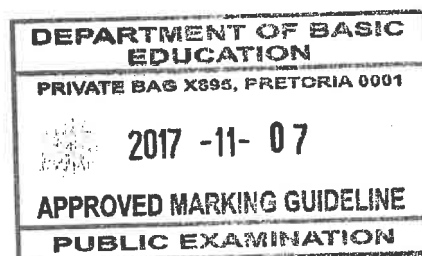 DEPARTMENT OF BASIC
EDUCATION
PRIVATE BAG X895, PRETORIA 0001
2017 -11- 07
APPROVED MARKING GUIDELINE
PUBLIC EXAMINATION